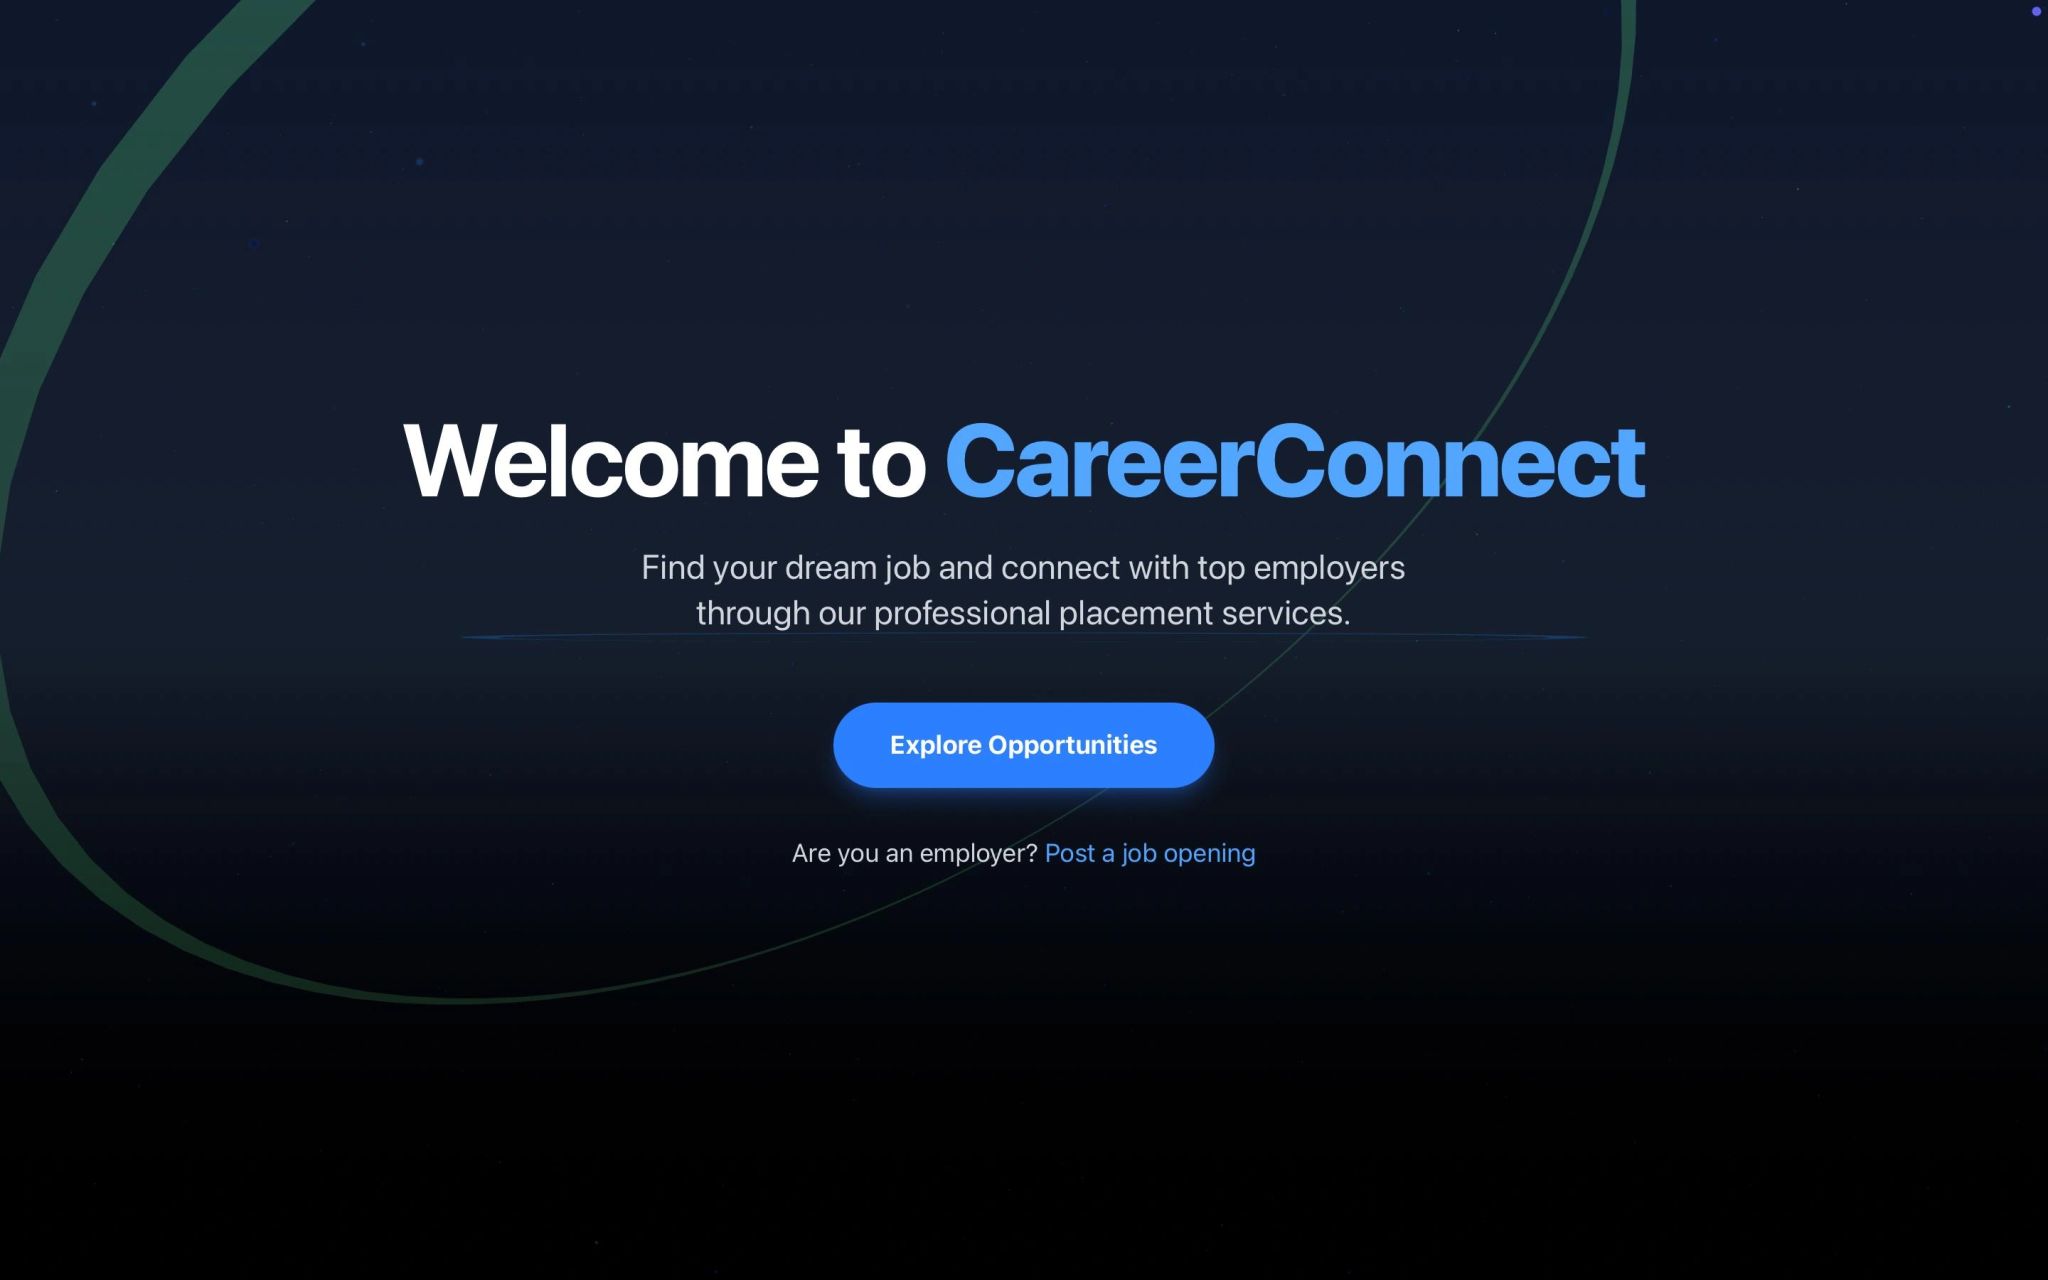 Welcome to CareerConnect
Find your dream job and connect with top employers
through our professional placement services.
Explore Opportunities
Are you an employer? Post a job opening